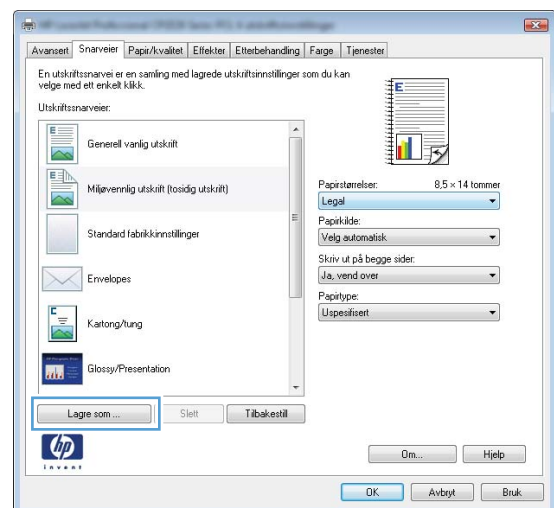 Avansert Snarveier Papir/kvalitet Effekter Etterbehandling Farge Tjenester
En utskriftssnarvei er en samling med lagrede utskriftsinnstillinger som du kan
velge med ett enkelt klikk.
Utskriftssnarveier:
Generell vanlig utskrift
Miljøvennlig utskrift (tosidig utskrift)
Standard fabrikkinnstillinger
Envelopes
Kartong/tung
Glossy/Presentation
Lagre som ...
Slett
Tilbakestill
E
Papirstørrelser: 8,5 × 14 tommer
Legal
Papirkilde:
Velg automatisk
Skriv ut på begge sider:
Ja, vend over
Papirtype:
Uspesifisert
hp
invent
Om...
Hjelp
OK
Avbryt
Bruk